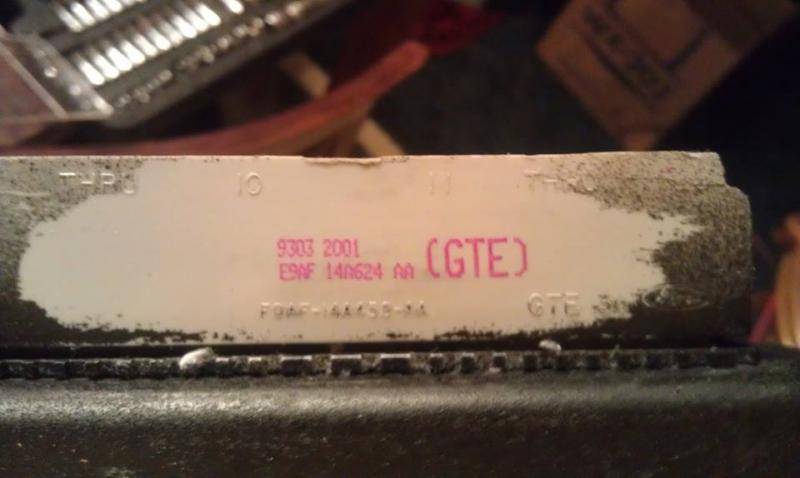 THRU 10 11 THRU
9303 2001
E9AF 14A624 AA (GTE)
GTE